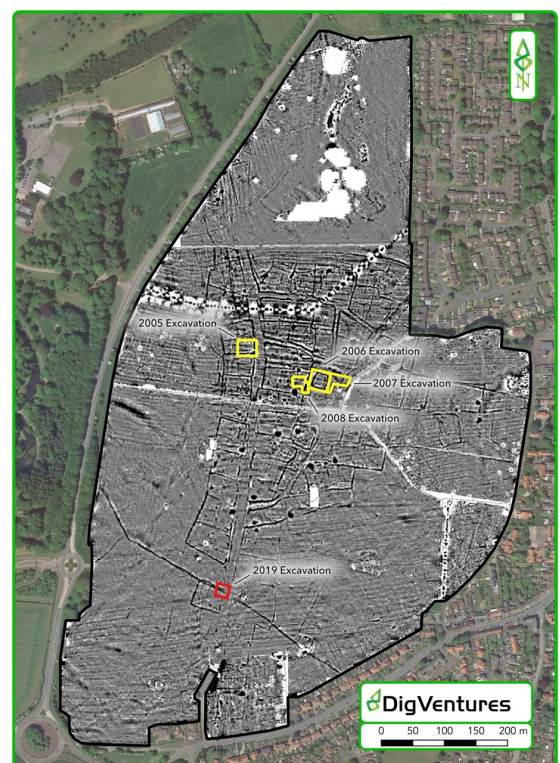 N
2005 Excavation
2006 Excavation
2007 Excavation
2008 Excavation
2019 Excavation
DigVentures
0 50 100 150 200 m